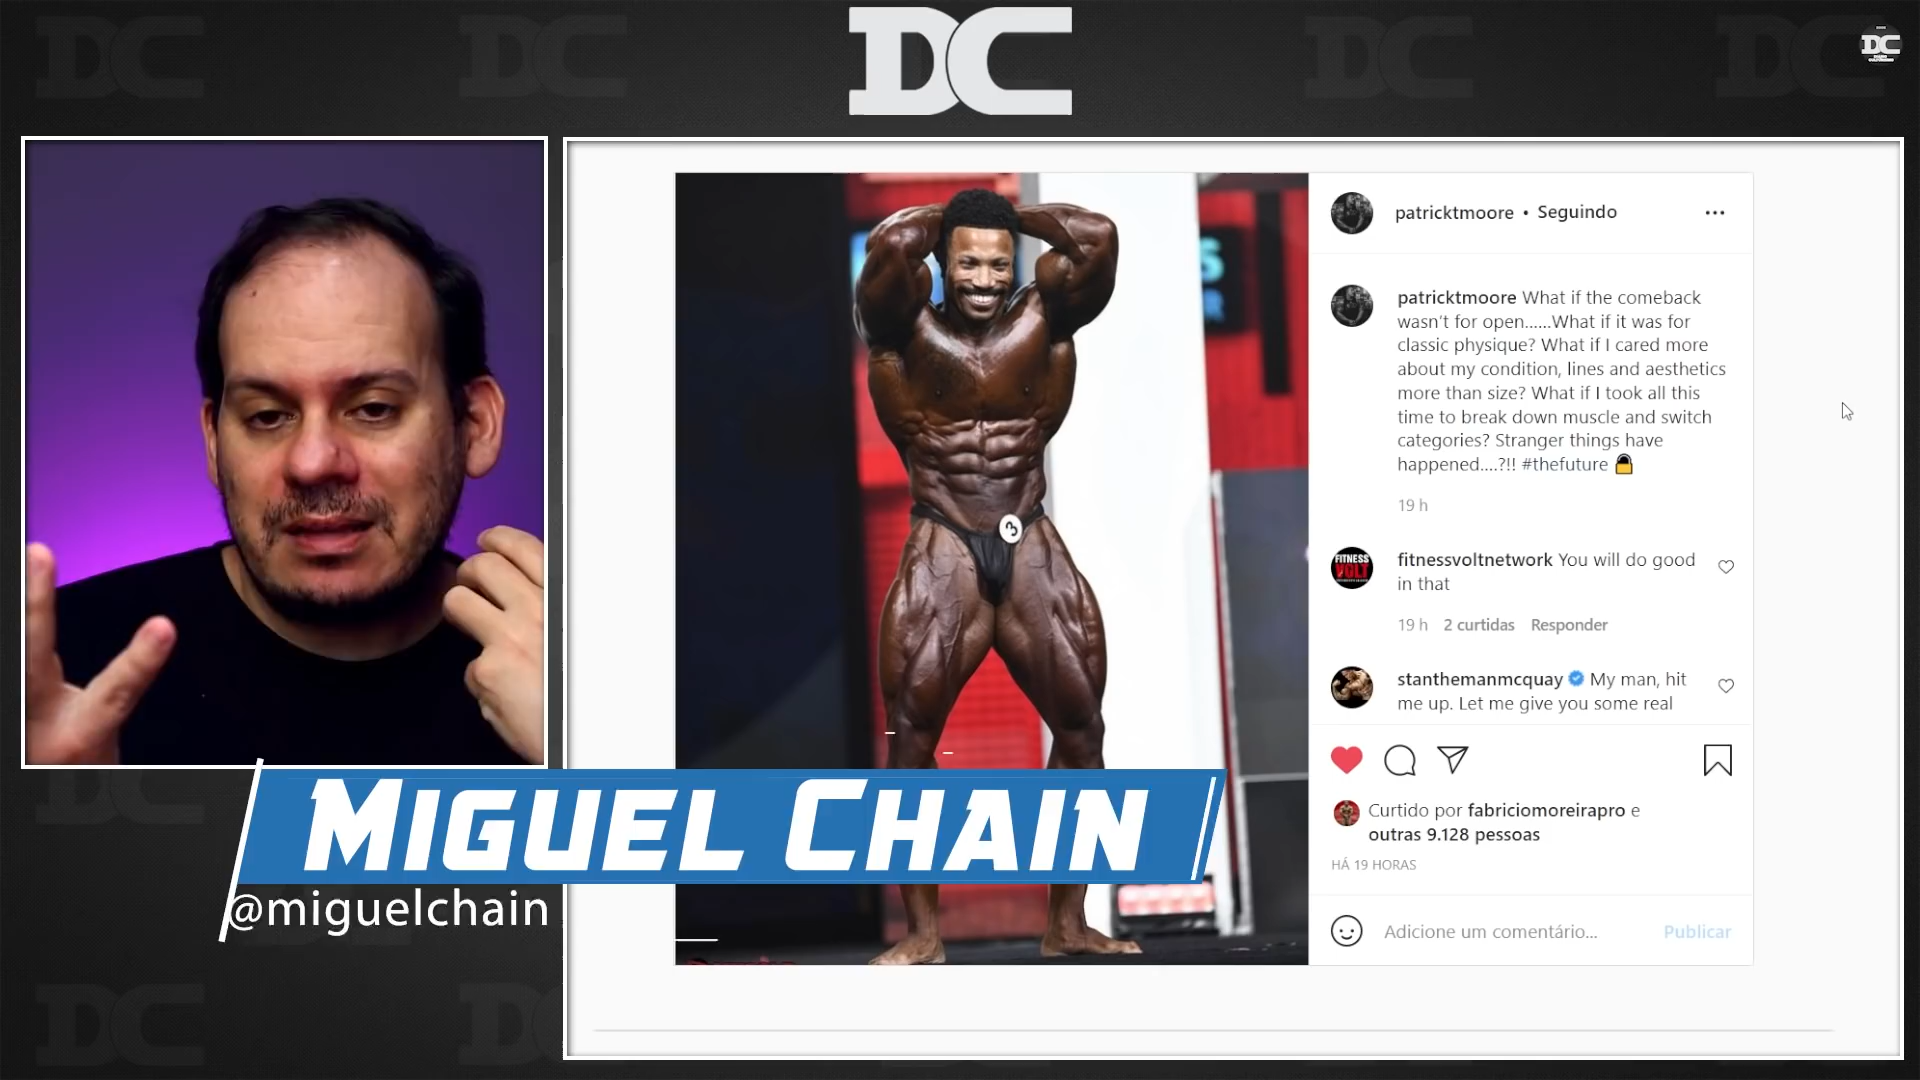 DC
DC
patricktmoore • Seguindo
patricktmoore What if the comeback
wasn't for open......What if it was for
classic physique? What if I cared more
about my condition, lines and aesthetics
more than size? What if I took all this
time to break down muscle and switch
categories? Stranger things have
happened....?!! #thefuture 🔒
19 h
FITNESS
VOLT
fitnessvoltnetwork You will do good
in that
19 h 2 curtidas Responder
stanthemanmcquay My man, hit
me up. Let me give you some real
Curtido por fabriciomoreirapro e
outras 9.128 pessoas
HÁ 19 HORAS
Adicione um comentário... Publicar
3
S
R
MIGUEL CHAIN
@miguelchain